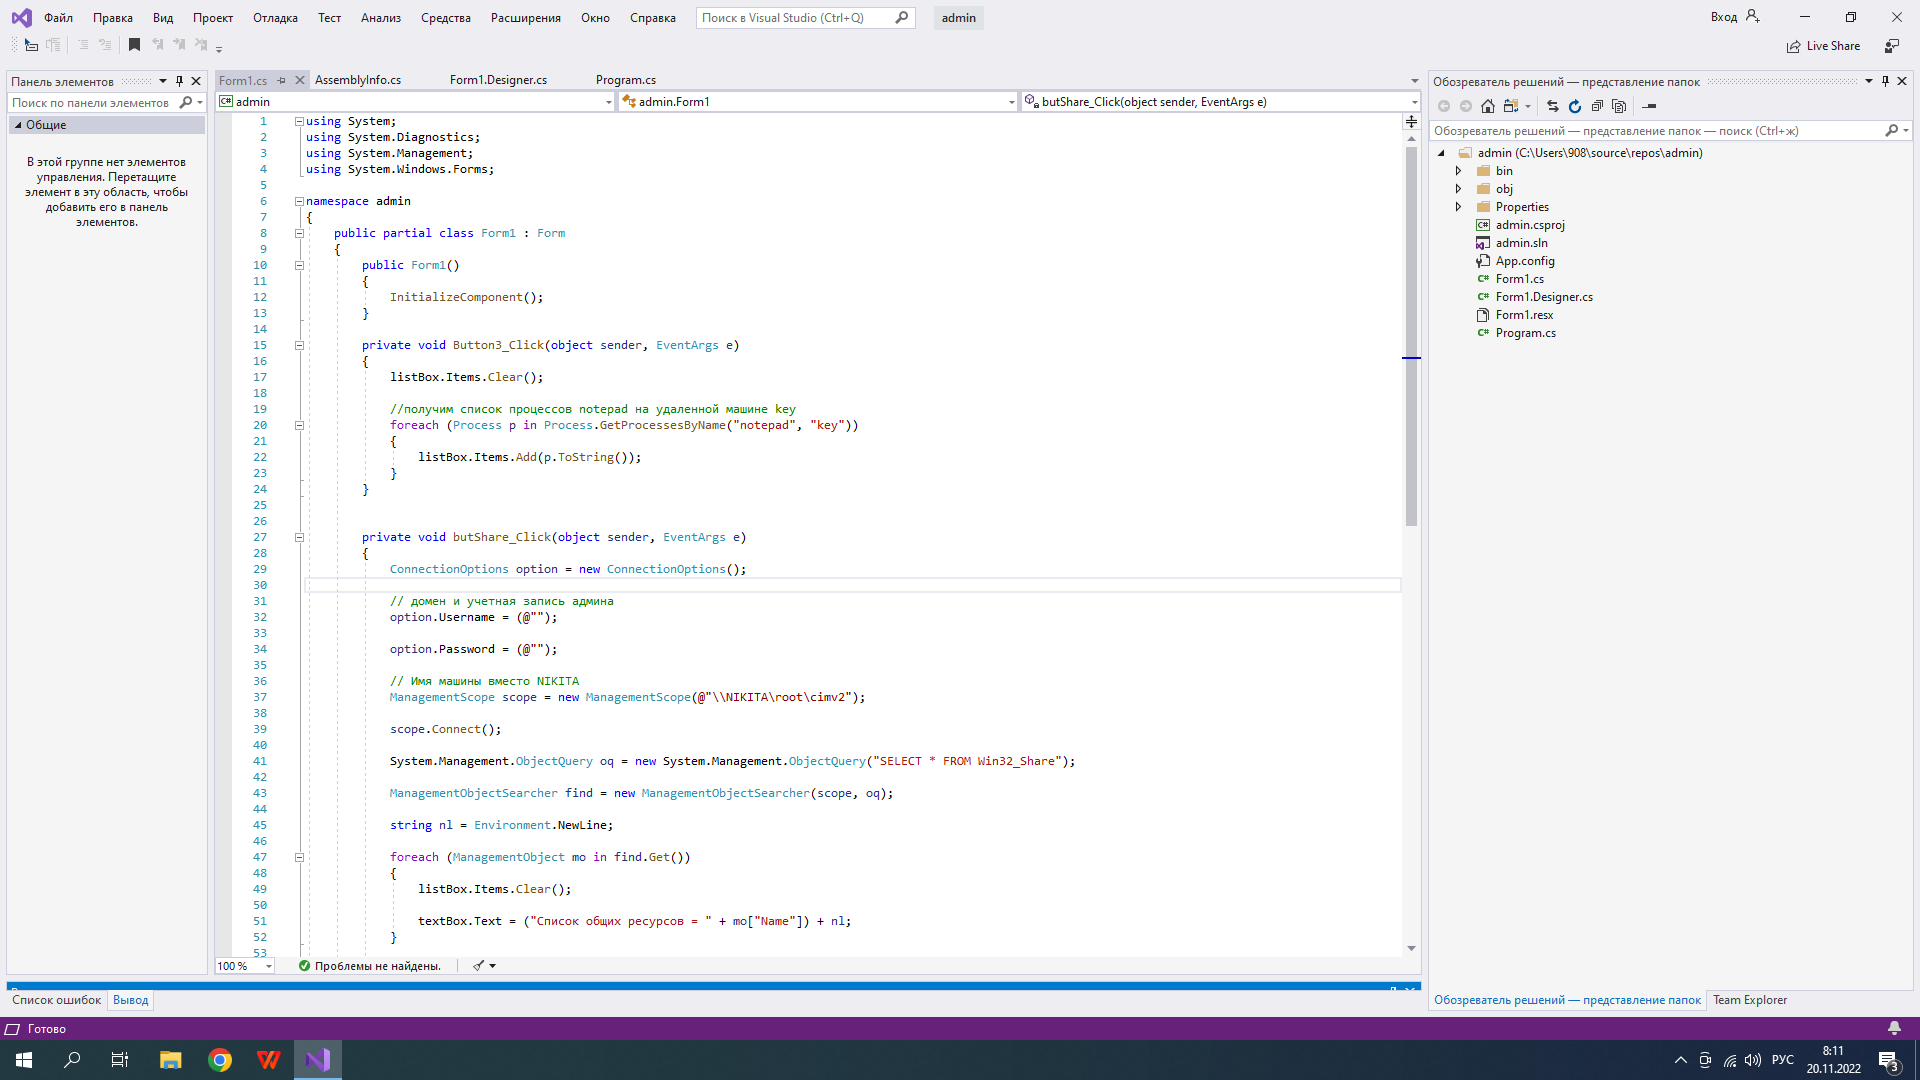 Файл Правка Вид Проект Отладка Тест Анализ Средства Расширения Окно Справка Поиск в Visual Studio (Ctrl+Q) admin Вход
Live Share
Панель элементов
Поиск по панели элементов
Общие
В этой группе нет элементов
управления. Перетащите
элемент в эту область, чтобы
добавить его в панель
элементов.
Form1.cs AssemblyInfo.cs Form1.Designer.cs Program.cs
C# admin admin.Form1 butShare_Click(object sender, EventArgs e)
1 using System;
2 using System.Diagnostics;
3 using System.Management;
4 using System.Windows.Forms;
5
6 namespace admin
7 {
8 public partial class Form1 : Form
9 {
10 public Form1()
11 {
12 InitializeComponent();
13 }
14
15 private void Button3_Click(object sender, EventArgs e)
16 {
17 listBox.Items.Clear();
18
19 //получим список процессов notepad на удаленной машине key
20 foreach (Process p in Process.GetProcessesByName("notepad", "key"))
21 {
22 listBox.Items.Add(p.ToString());
23 }
24 }
25
26
27 private void butShare_Click(object sender, EventArgs e)
28 {
29 ConnectionOptions option = new ConnectionOptions();
30
31 // домен и учетная запись админа
32 option.Username = (@"");
33
34 option.Password = (@"");
35
36 // Имя машины вместо NIKITA
37 ManagementScope scope = new ManagementScope(@"\\NIKITA\root\cimv2");
38
39 scope.Connect();
40
41 System.Management.ObjectQuery oq = new System.Management.ObjectQuery("SELECT * FROM Win32_Share");
42
43 ManagementObjectSearcher find = new ManagementObjectSearcher(scope, oq);
44
45 string nl = Environment.NewLine;
46
47 foreach (ManagementObject mo in find.Get())
48 {
49 listBox.Items.Clear();
50
51 textBox.Text = ("Список общих ресурсов = " + mo["Name"]) + nl;
52 }
53
100 % Проблемы не найдены.
Обозреватель решений — представление папок
Обозреватель решений — представление папок — поиск (Ctrl+ж)
admin (C:\Users\908\source\repos\admin)
bin
obj
Properties
C# admin.csproj
admin.sln
App.config
C# Form1.cs
C# Form1.Designer.cs
Form1.resx
C# Program.cs
Список ошибок Вывод
Обозреватель решений — представление папок Team Explorer
Готово
РУС 8:11
20.11.2022
3